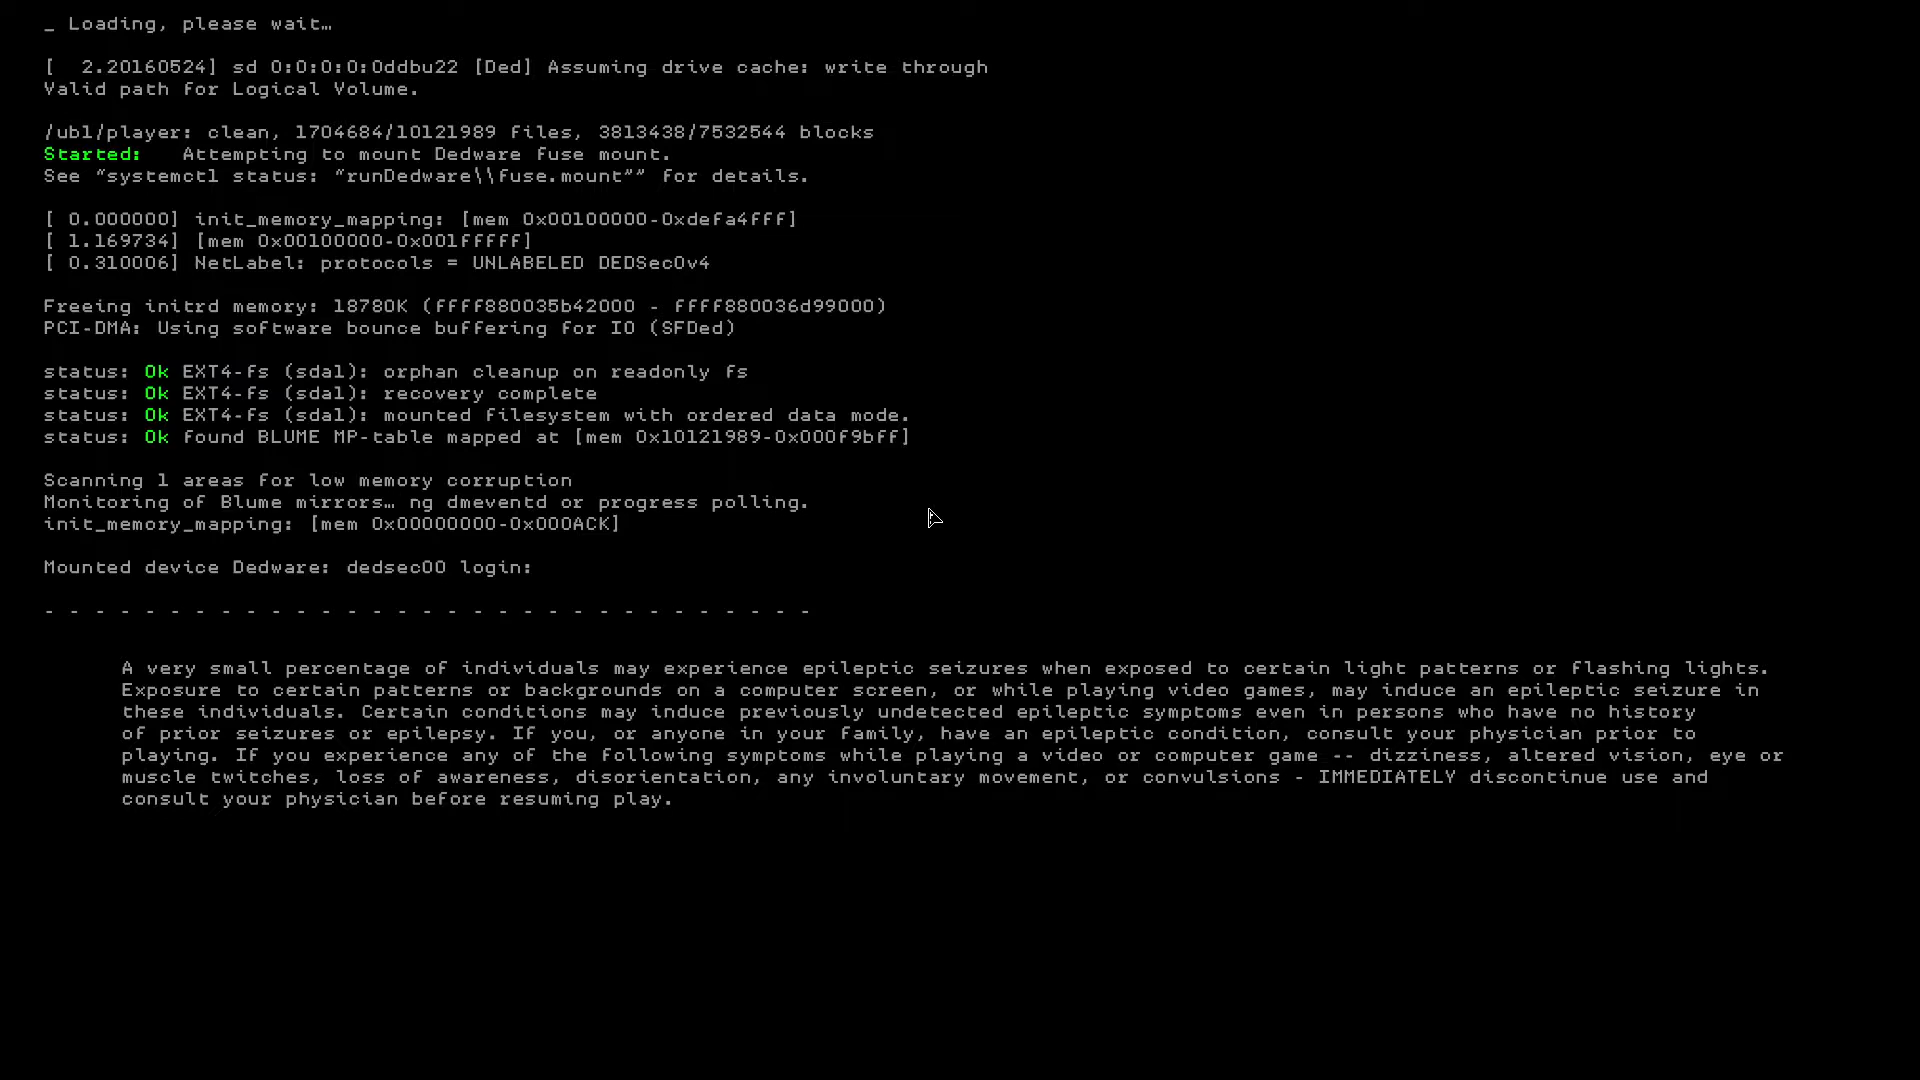 _ Loading, please wait…
[  2.20160524] sd 0:0:0:0:0ddbu22 [Ded] Assuming drive cache: write through
Valid path for Logical Volume.
/ubl/player: clean, 1704684/10121989 files, 3813438/7532544 blocks
Started:   Attempting to mount Dedware fuse mount.
See “systemctl status: “runDedware\\fuse.mount”” for details.
[ 0.000000] init_memory_mapping: [mem 0x00100000-0xdefa4fff]
[ 1.169734] [mem 0x00100000-0x001fffff]
[ 0.310006] NetLabel: protocols = UNLABELED DEDSecOv4
Freeing initrd memory: 18780K (ffff880035b42000 - ffff880036d99000)
PCI-DMA: Using software bounce buffering for IO (SFDed)
status: Ok EXT4-fs (sdal): orphan cleanup on readonly fs
status: Ok EXT4-fs (sdal): recovery complete
status: Ok EXT4-fs (sdal): mounted filesystem with ordered data mode.
status: Ok found BLUME MP-table mapped at [mem 0x10121989-0x000f9bff]
Scanning 1 areas for low memory corruption
Monitoring of Blume mirrors… ng dmeventd or progress polling.
init_memory_mapping: [mem 0x00000000-0x000ACK]
Mounted device Dedware: dedsec00 login:
- - - - - - - - - - - - - - - - - - - - - - - - - - - - - - -
A very small percentage of individuals may experience epileptic seizures when exposed to certain light patterns or flashing lights.
Exposure to certain patterns or backgrounds on a computer screen, or while playing video games, may induce an epileptic seizure in
these individuals. Certain conditions may induce previously undetected epileptic symptoms even in persons who have no history
of prior seizures or epilepsy. If you, or anyone in your family, have an epileptic condition, consult your physician prior to
playing. If you experience any of the following symptoms while playing a video or computer game -- dizziness, altered vision, eye or
muscle twitches, loss of awareness, disorientation, any involuntary movement, or convulsions - IMMEDIATELY discontinue use and
consult your physician before resuming play.